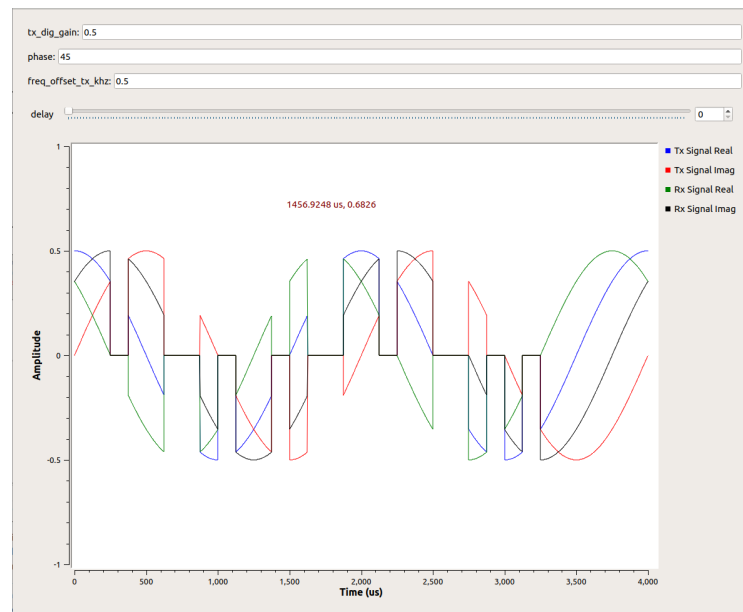 tx_dig_gain: 0.5
phase: 45
freq_offset_tx_khz: 0.5
delay 0
1
Tx Signal Real
Tx Signal Imag
Rx Signal Real
Rx Signal Imag
1456.9248 us, 0.6826
0.5
Amplitude
0
-0.5
-1
0 500 1,000 1,500 2,000 2,500 3,000 3,500 4,000
Time (us)